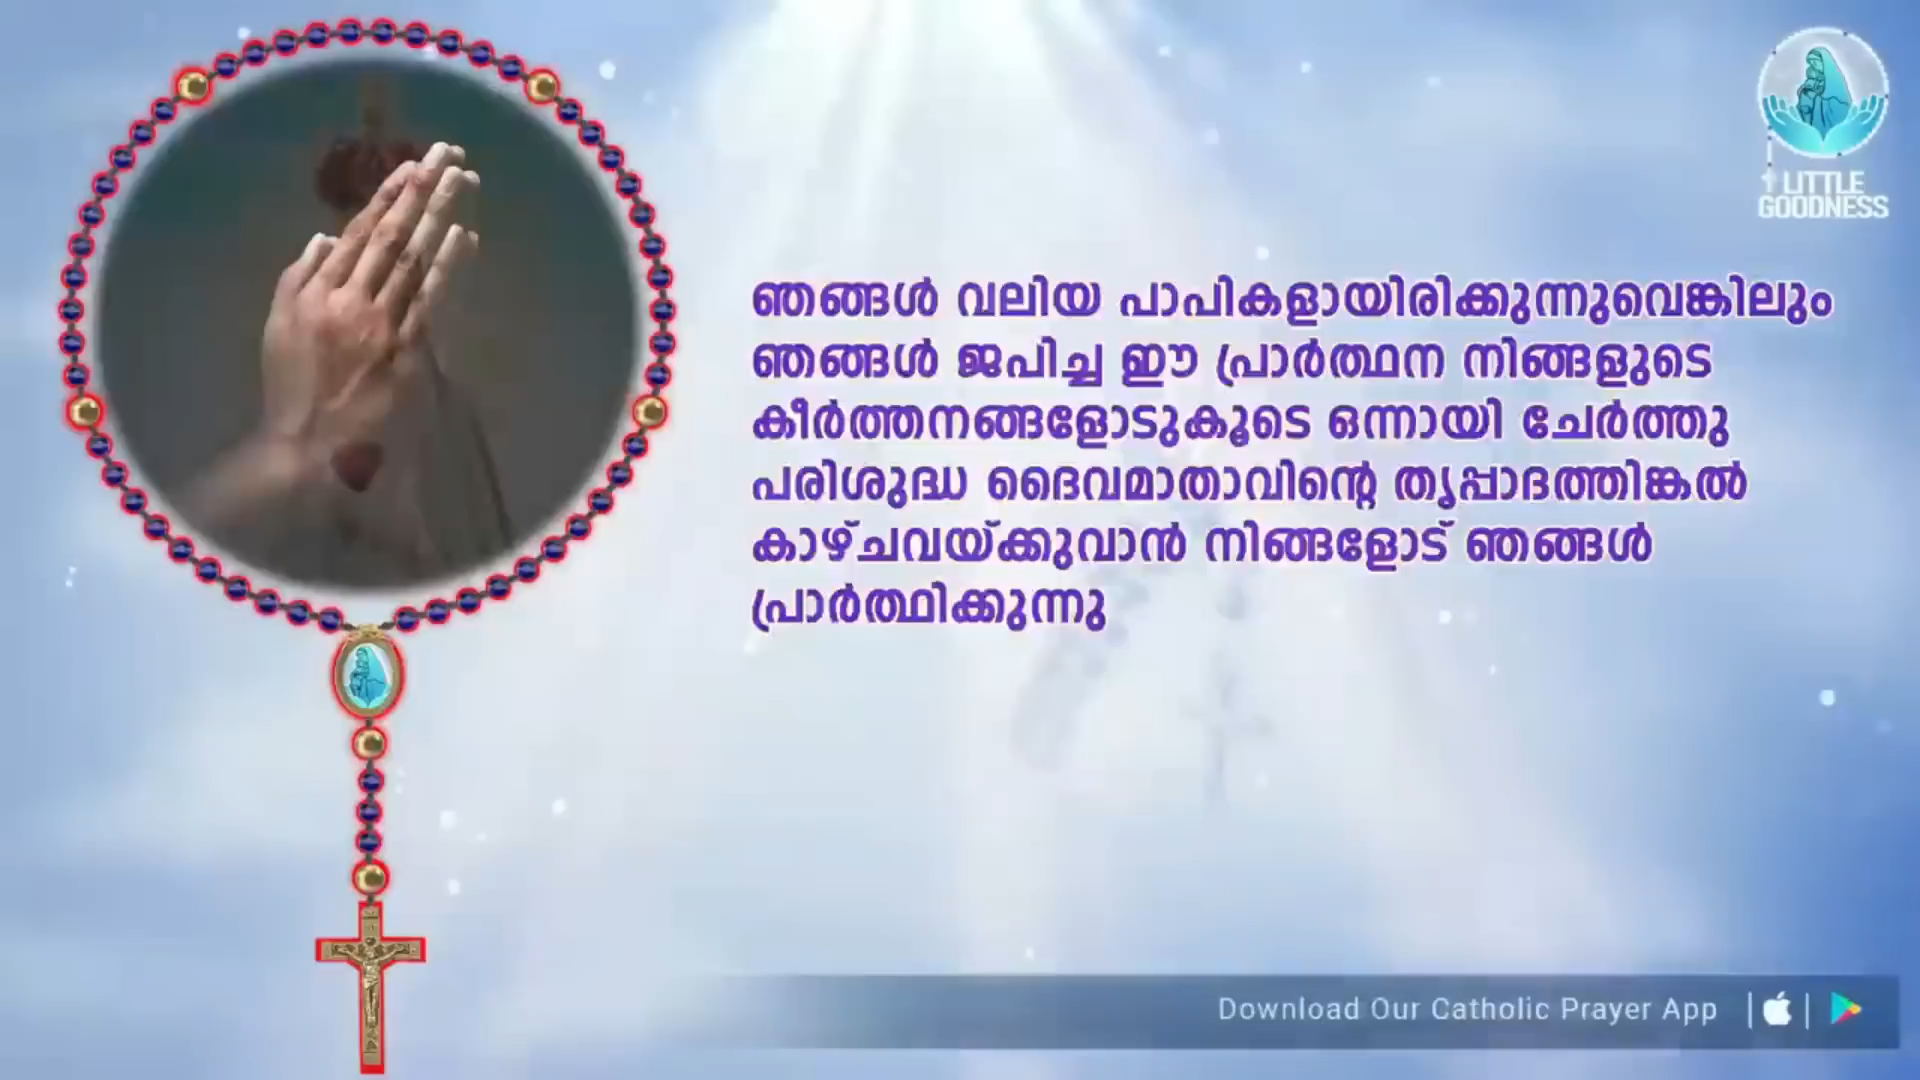 LITTLE
GOODNESS
ഞങ്ങൾ വലിയ പാപികളായിരിക്കുന്നുവെങ്കിലും
ഞങ്ങൾ ജപിച്ച ഈ പ്രാർത്ഥന നിങ്ങളുടെ
കീർത്തനങ്ങളോടുകൂടെ ഒന്നായി ചേർത്തു
പരിശുദ്ധ ദൈവമാതാവിന്റെ തൃപ്പാദത്തിങ്കൽ
കാഴ്ചവയ്ക്കുവാൻ നിങ്ങളോട് ഞങ്ങൾ
പ്രാർത്ഥിക്കുന്നു
Download Our Catholic Prayer App